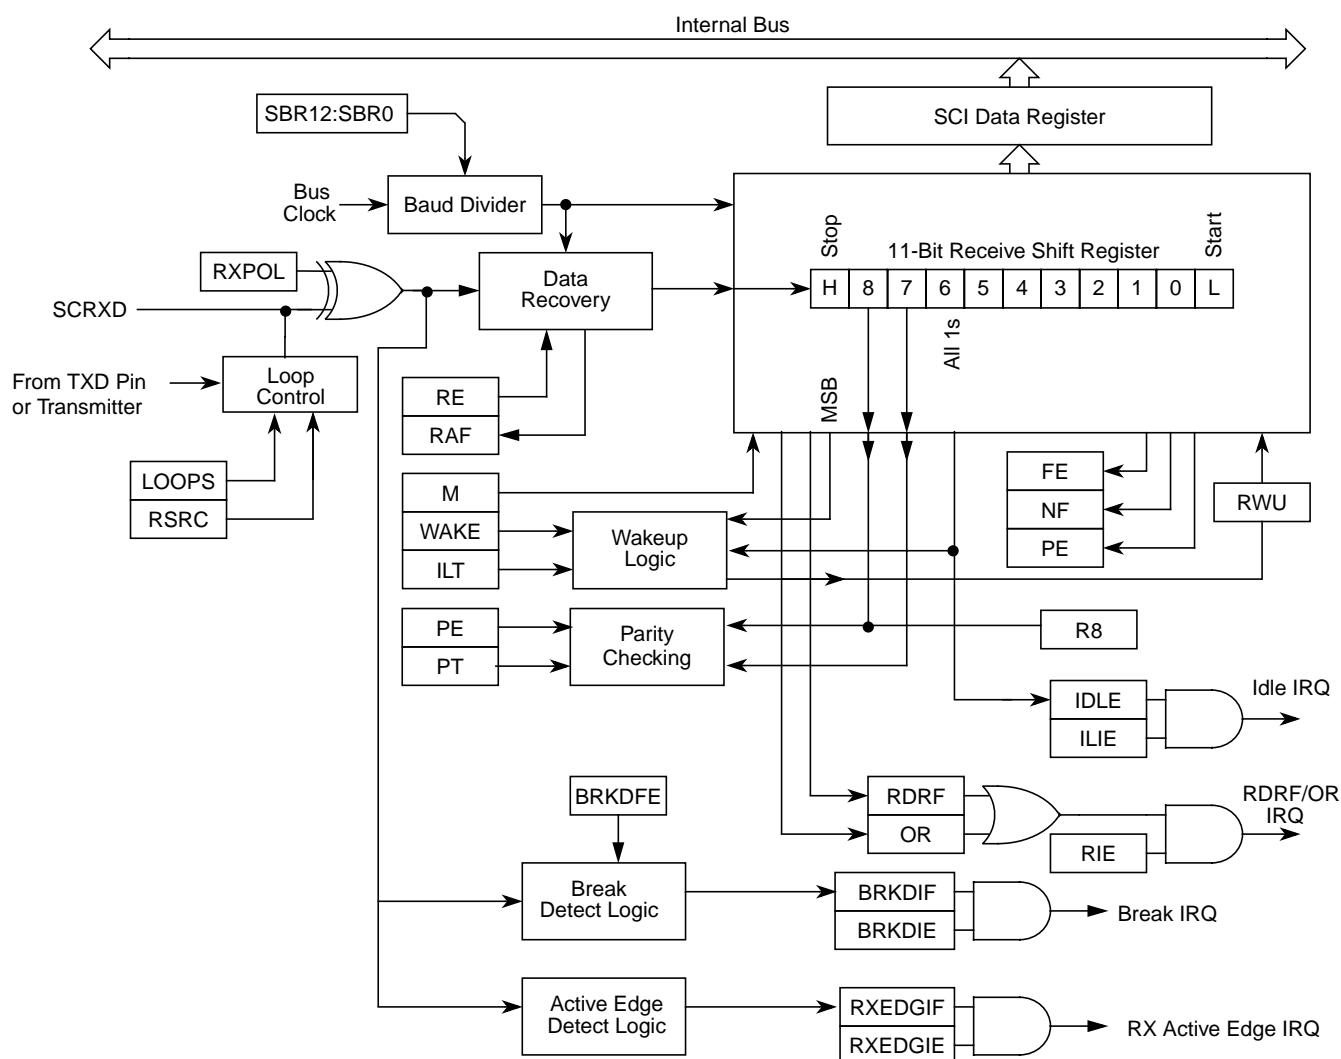 Internal Bus
SBR12:SBR0
SCI Data Register
Bus
Clock
Baud Divider
Stop
11-Bit Receive Shift Register
Start
RXPOL
Data
Recovery
H 8 7 6 5 4 3 2 1 0 L
SCRXD
All 1s
From TXD Pin
or Transmitter
Loop
Control
MSB
RE
RAF
LOOPS
RSRC
M
WAKE
ILT
Wakeup
Logic
FE
NF
PE
RWU
PE
PT
Parity
Checking
R8
IDLE
ILIE
Idle IRQ
BRKDFE
RDRF
OR
RIE
RDRF/OR
IRQ
Break
Detect Logic
BRKDIF
BRKDIE
Break IRQ
Active Edge
Detect Logic
RXEDGIF
RXEDGIE
RX Active Edge IRQ